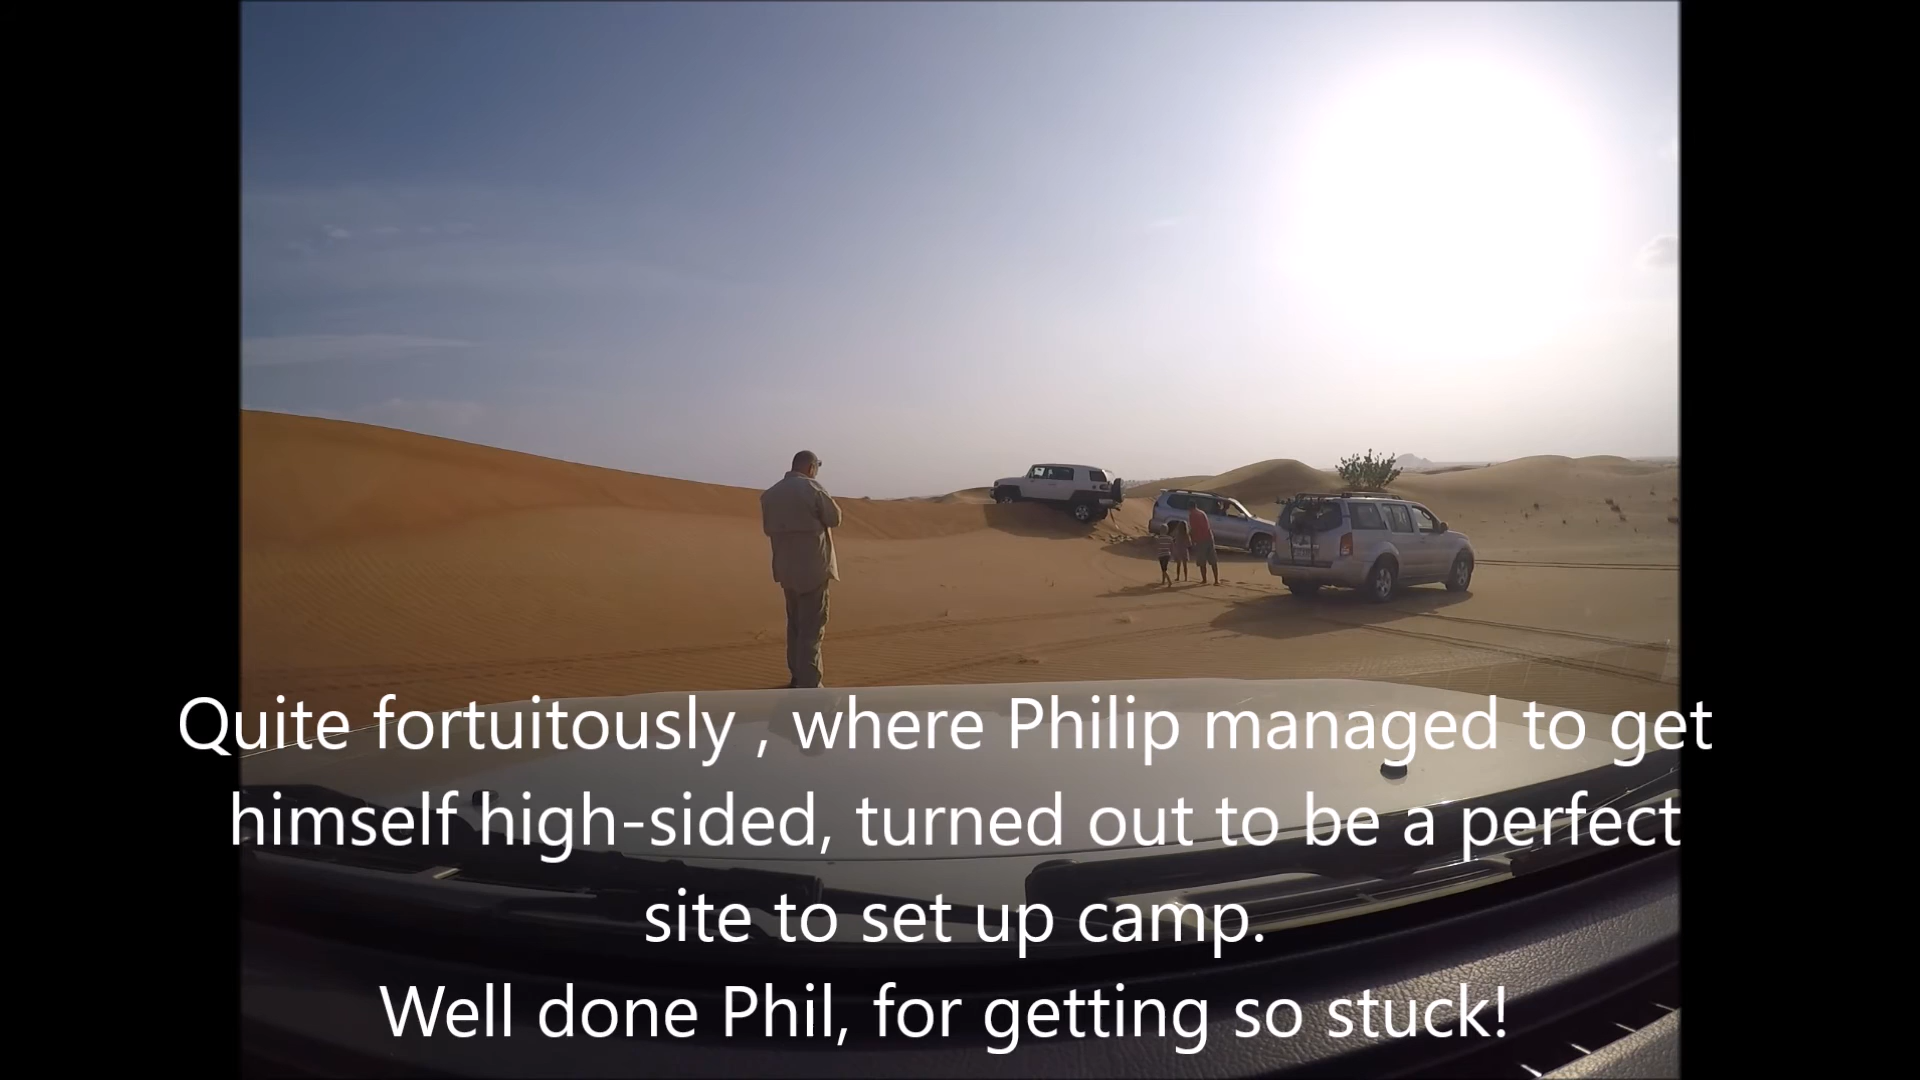 Quite fortuitously , where Philip managed to get
himself high-sided, turned out to be a perfect
site to set up camp.
Well done Phil, for getting so stuck!